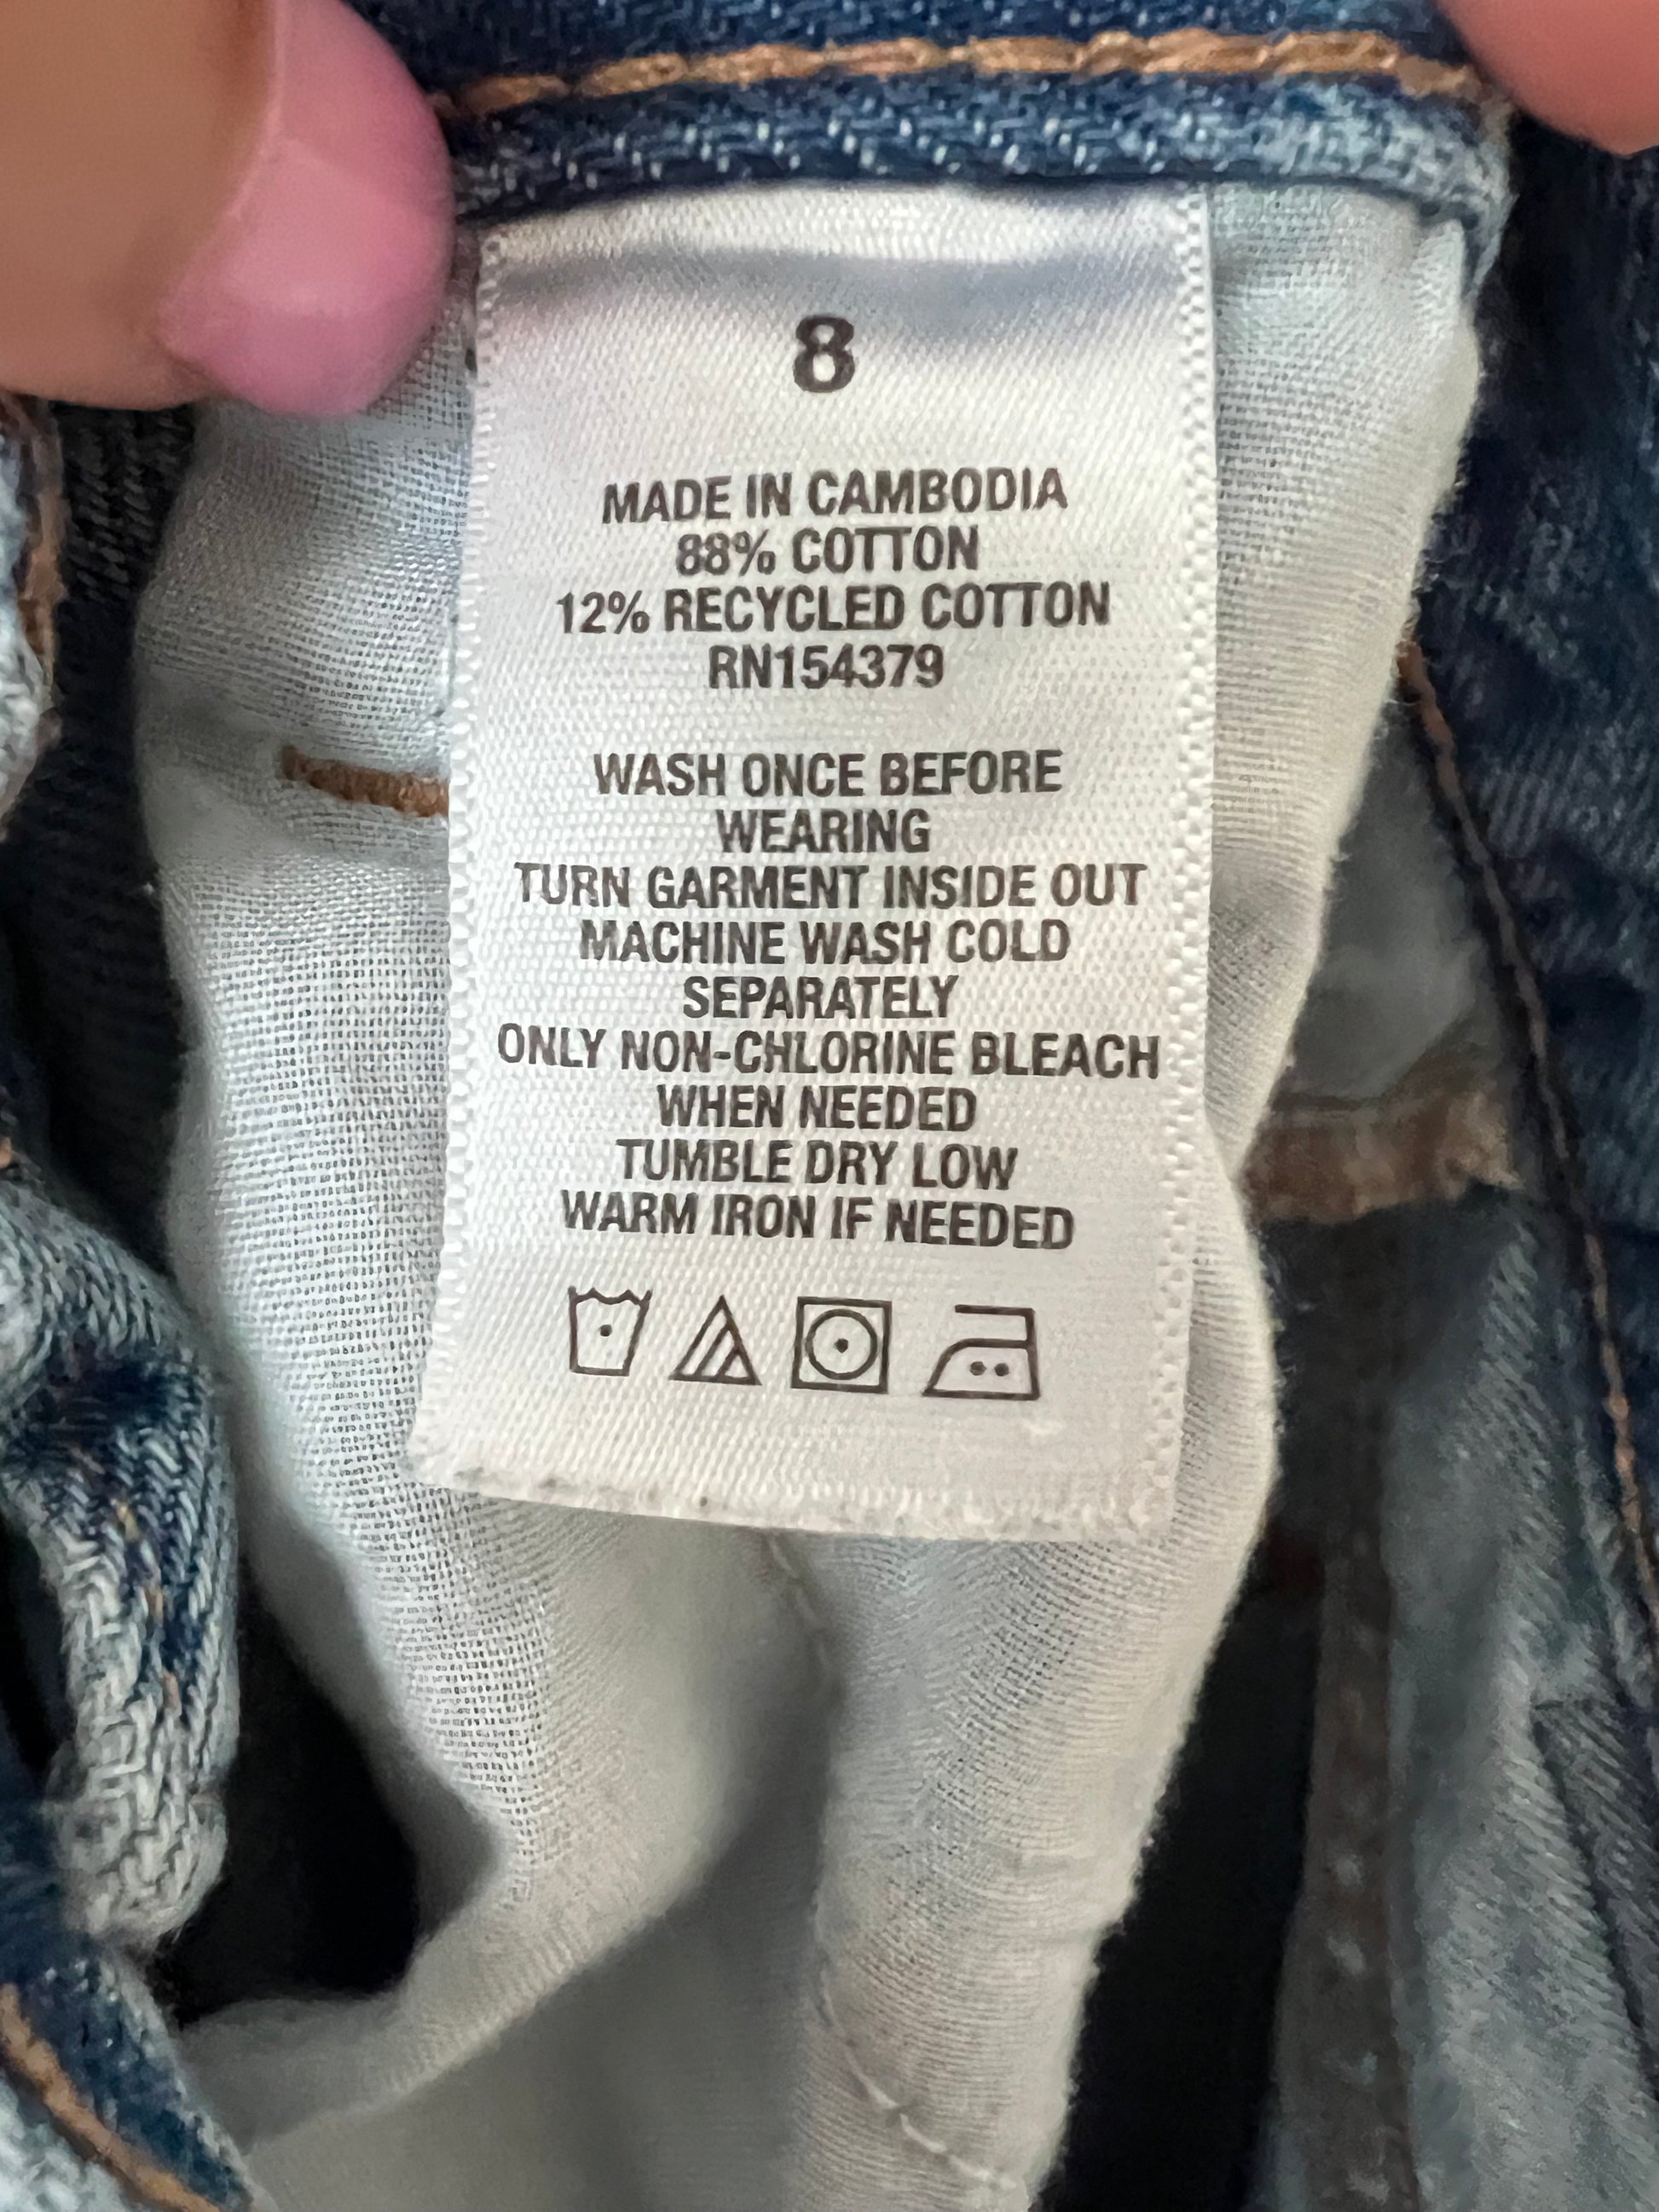 8
MADE IN CAMBODIA
88% COTTON
12% RECYCLED COTTON
RN154379
WASH ONCE BEFORE
WEARING
TURN GARMENT INSIDE OUT
MACHINE WASH COLD
SEPARATELY
ONLY NON-CHLORINE BLEACH
WHEN NEEDED
TUMBLE DRY LOW
WARM IRON IF NEEDED